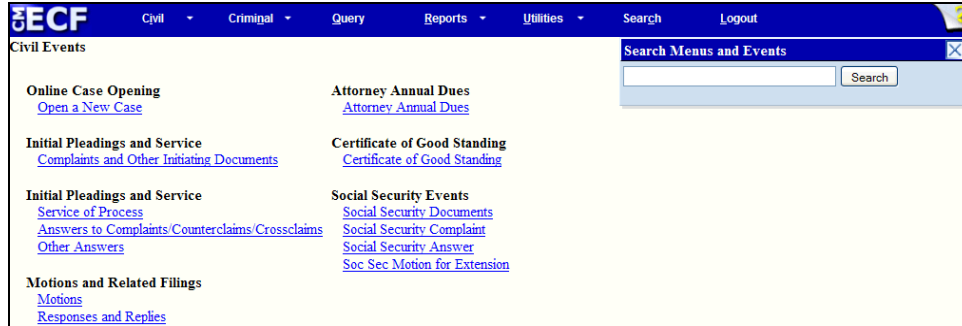 CM ECF Civil Criminal Query Reports Utilities Search Logout ?
Civil Events
Search Menus and Events X
Search
Online Case Opening
Open a New Case
Initial Pleadings and Service
Complaints and Other Initiating Documents
Initial Pleadings and Service
Service of Process
Answers to Complaints/Counterclaims/Crossclaims
Other Answers
Motions and Related Filings
Motions
Responses and Replies
Attorney Annual Dues
Attorney Annual Dues
Certificate of Good Standing
Certificate of Good Standing
Social Security Events
Social Security Documents
Social Security Complaint
Social Security Answer
Soc Sec Motion for Extension